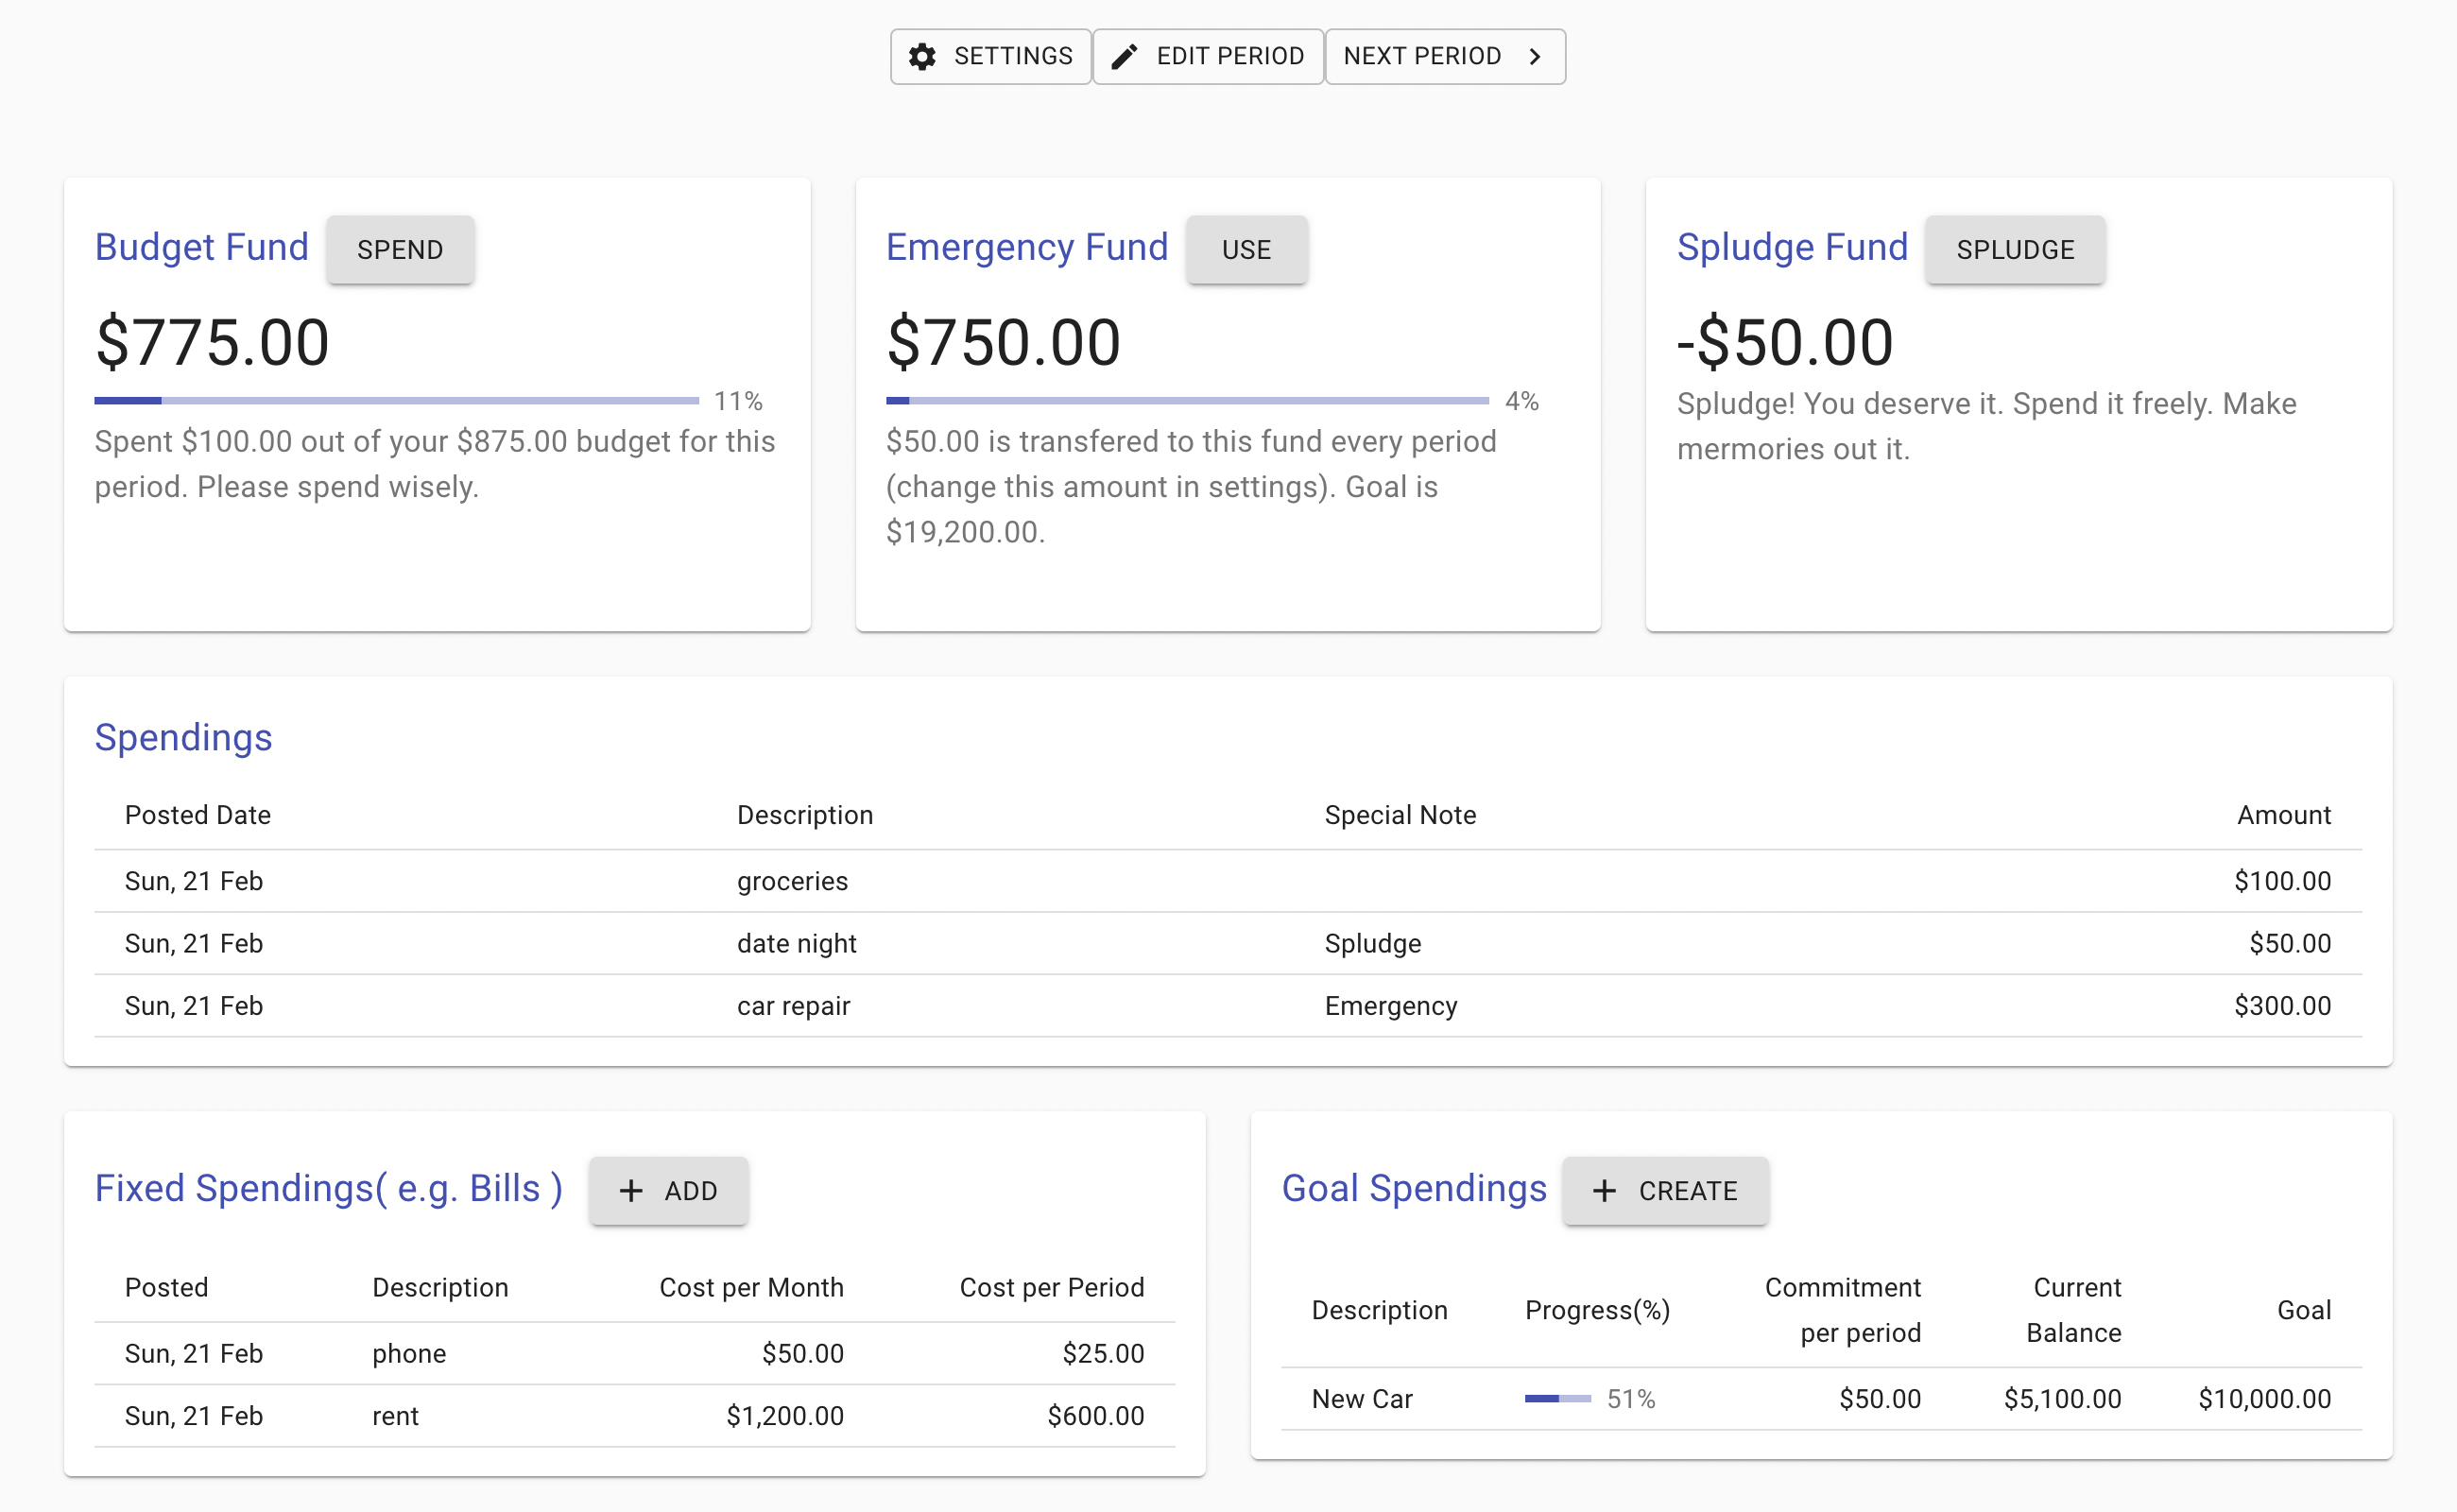 SETTINGS EDIT PERIOD NEXT PERIOD
Budget Fund SPEND
$775.00
11%
Spent $100.00 out of your $875.00 budget for this
period. Please spend wisely.
Emergency Fund USE
$750.00
4%
$50.00 is transfered to this fund every period
(change this amount in settings). Goal is
$19,200.00.
Spludge Fund SPLUDGE
-$50.00
Spludge! You deserve it. Spend it freely. Make
mermories out it.
Spendings
Posted Date Description Special Note Amount
Sun, 21 Feb groceries $100.00
Sun, 21 Feb date night Spludge $50.00
Sun, 21 Feb car repair Emergency $300.00
Fixed Spendings( e.g. Bills ) ADD
Posted Description Cost per Month Cost per Period
Sun, 21 Feb phone $50.00 $25.00
Sun, 21 Feb rent $1,200.00 $600.00
Goal Spendings CREATE
Description Progress(%) Commitment per period Current Balance Goal
New Car 51% $50.00 $5,100.00 $10,000.00